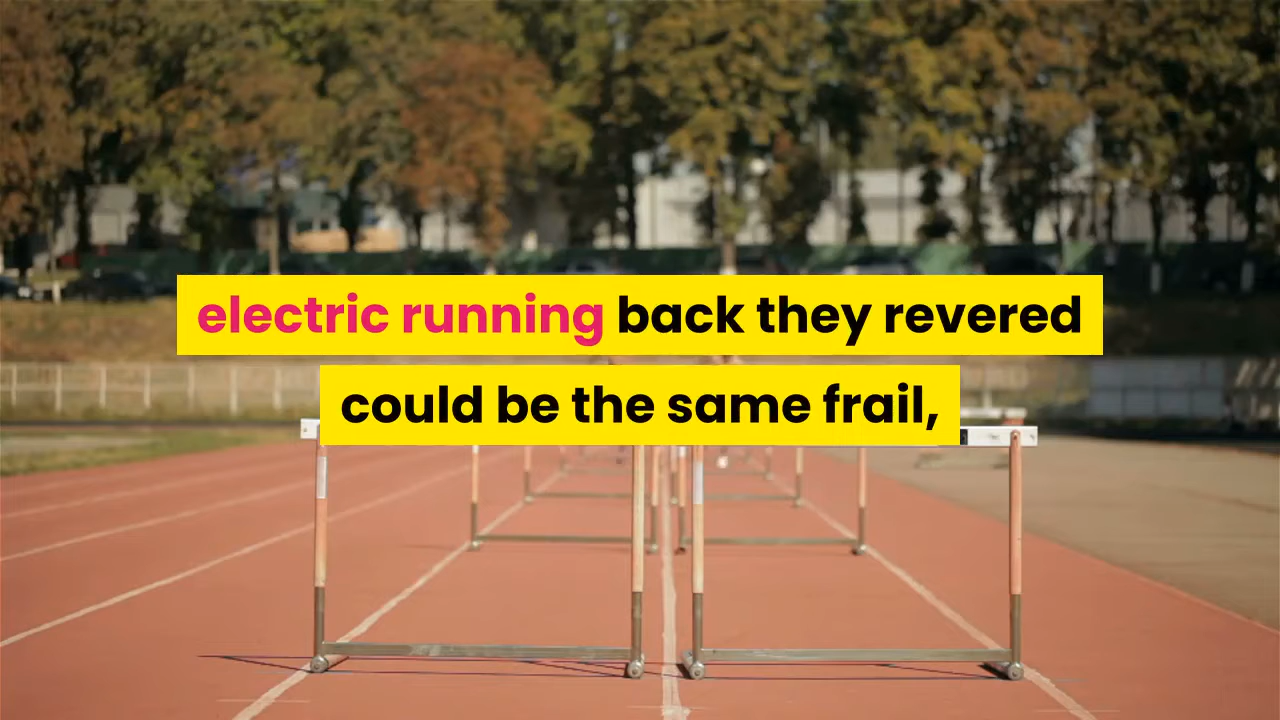 electric running back they revered
could be the same frail,